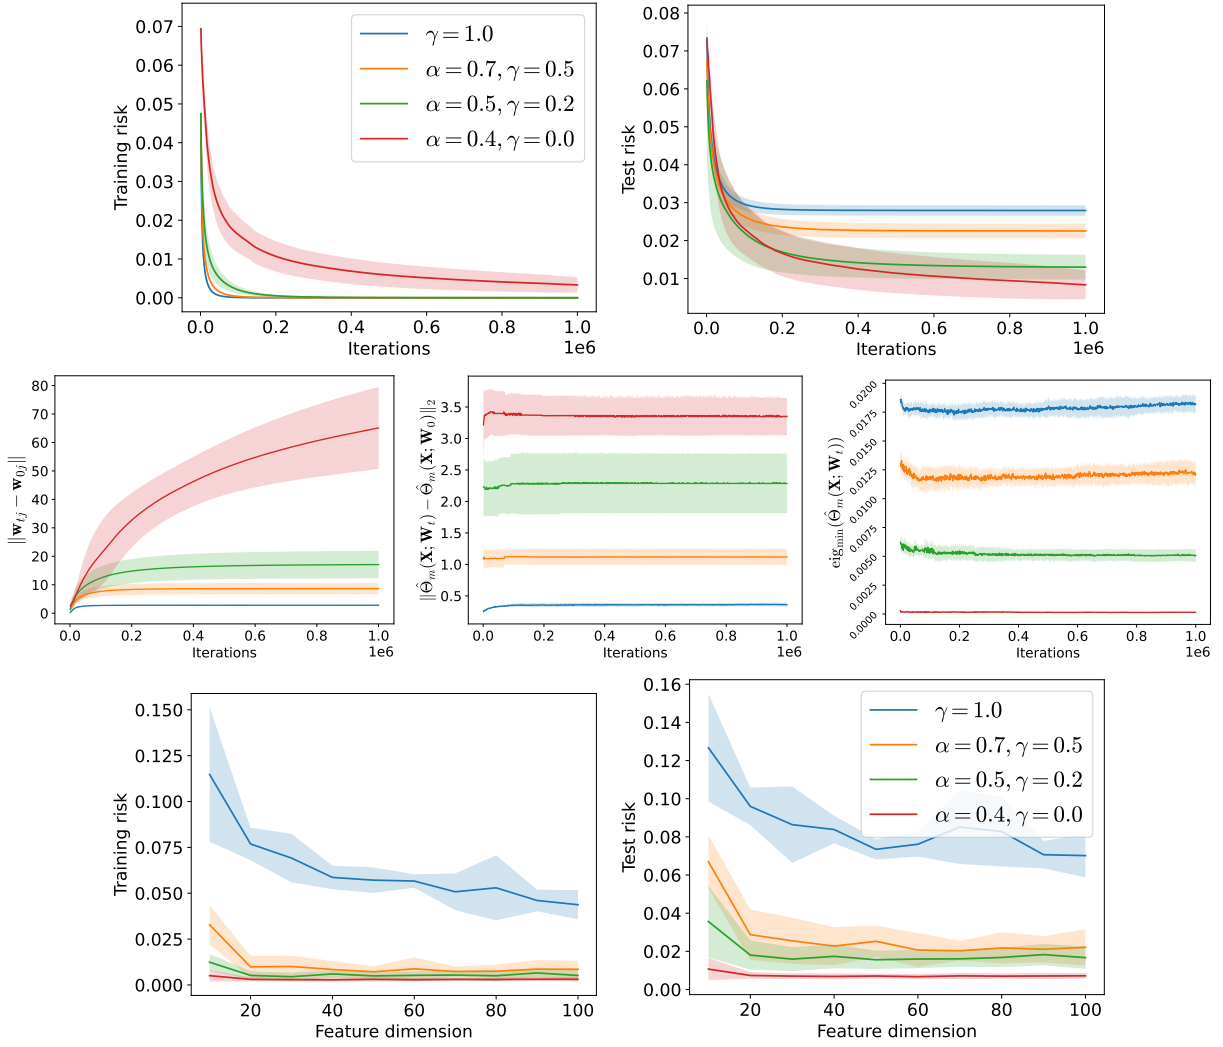 Training risk
0.07
0.06
0.05
0.04
0.03
0.02
0.01
0.00
γ = 1.0
α = 0.7, γ = 0.5
α = 0.5, γ = 0.2
α = 0.4, γ = 0.0
0.0 0.2 0.4 0.6 0.8 1.0
Iterations 1e6
Test risk
0.08
0.07
0.06
0.05
0.04
0.03
0.02
0.01
0.0 0.2 0.4 0.6 0.8 1.0
Iterations 1e6
||w_{tj} − w_{0j}||
80
70
60
50
40
30
20
10
0
0.0 0.2 0.4 0.6 0.8 1.0
Iterations 1e6
||Θ̂_m(X; W_t) − Θ̂_m(X; W_0)||_2
3.5
3.0
2.5
2.0
1.5
1.0
0.5
0.0 0.2 0.4 0.6 0.8 1.0
Iterations 1e6
eig_min(Θ̂_m(X; W_t))
0.0200
0.0175
0.0150
0.0125
0.0100
0.0075
0.0050
0.0025
0.0000
0.0 0.2 0.4 0.6 0.8 1.0
Iterations 1e6
Training risk
0.150
0.125
0.100
0.075
0.050
0.025
0.000
20 40 60 80 100
Feature dimension
Test risk
0.16
0.14
0.12
0.10
0.08
0.06
0.04
0.02
0.00
γ = 1.0
α = 0.7, γ = 0.5
α = 0.5, γ = 0.2
α = 0.4, γ = 0.0
20 40 60 80 100
Feature dimension